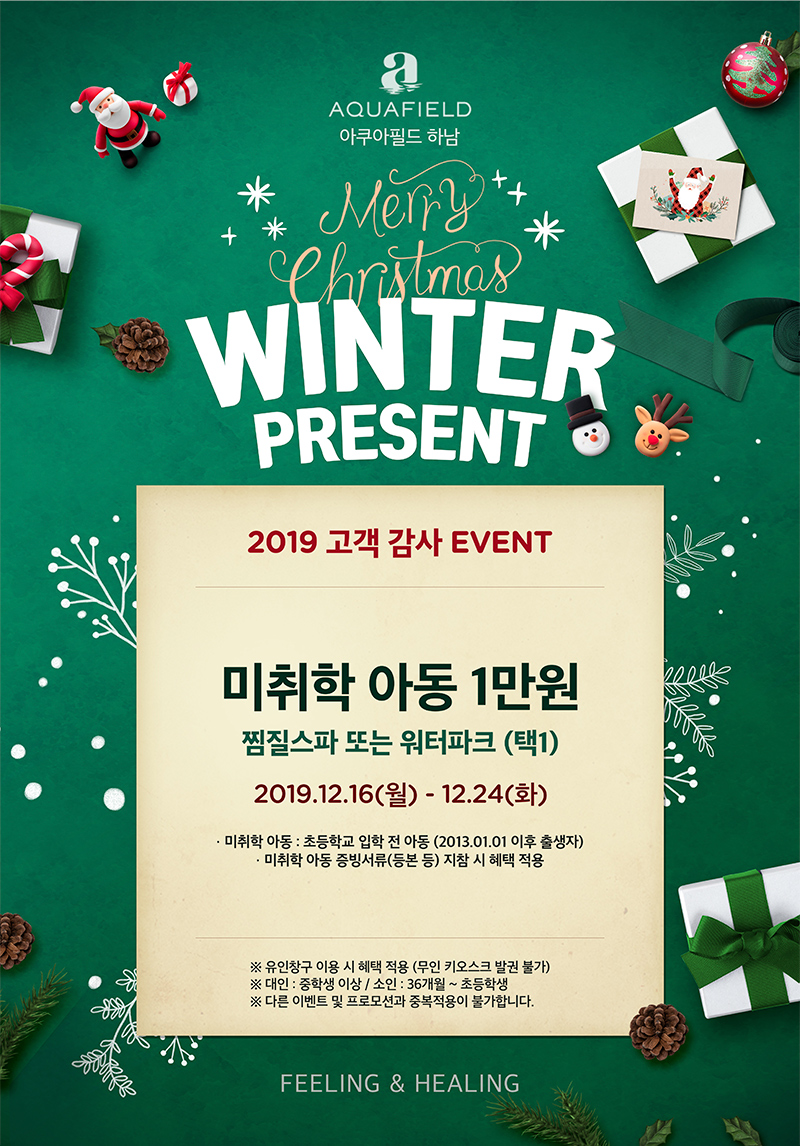 a
AQUAFIELD
아쿠아필드 하남
Merry
Christmas
WINTER
PRESENT
2019 고객 감사 EVENT
미취학 아동 1만원
찜질스파 또는 워터파크 (택1)
2019.12.16(월) - 12.24(화)
· 미취학 아동 : 초등학교 입학 전 아동 (2013.01.01 이후 출생자)
· 미취학 아동 증빙서류(등본 등) 지참 시 혜택 적용
※ 유인창구 이용 시 혜택 적용 (무인 키오스크 발권 불가)
※ 대인 : 중학생 이상 / 소인 : 36개월 ~ 초등학생
※ 다른 이벤트 및 프로모션과 중복적용이 불가합니다.
FEELING & HEALING